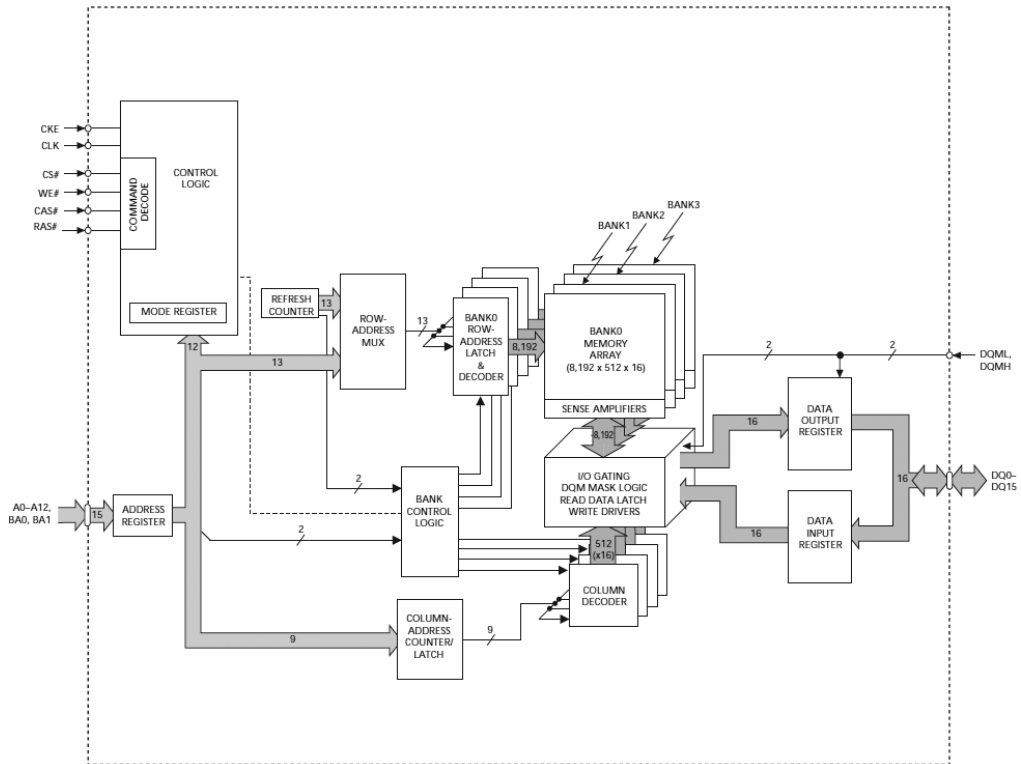 CKE
CLK
CS#
WE#
CAS#
RAS#
COMMAND
DECODE
CONTROL
LOGIC
MODE REGISTER
12
REFRESH
COUNTER
13
ROW-
ADDRESS
MUX
13
13
BANK0
ROW-
ADDRESS
LATCH
&
DECODER
8,192
BANK3
BANK2
BANK1
BANK0
MEMORY
ARRAY
(8,192 x 512 x 16)
SENSE AMPLIFIERS
8,192
I/O GATING
DQM MASK LOGIC
READ DATA LATCH
WRITE DRIVERS
512
(x16)
COLUMN
DECODER
2
2
DQML,
DQMH
16
DATA
OUTPUT
REGISTER
16
DQ0–
DQ15
16
DATA
INPUT
REGISTER
A0–A12,
BA0, BA1
15
ADDRESS
REGISTER
2
2
BANK
CONTROL
LOGIC
9
COLUMN-
ADDRESS
COUNTER/
LATCH
9